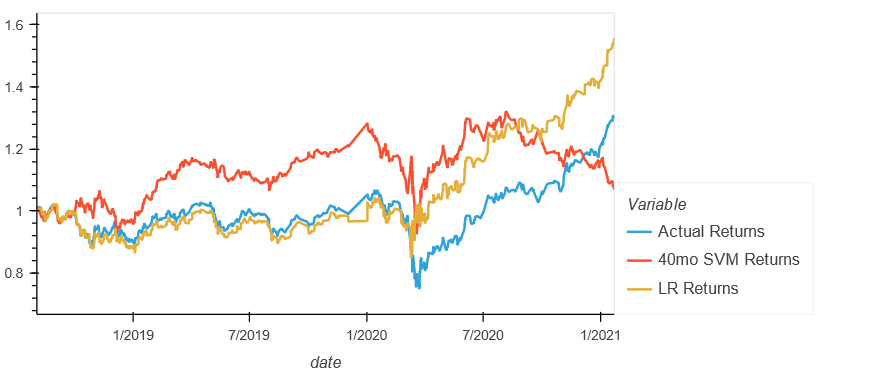 1.6
1.4
1.2
1
0.8
1/2019
7/2019
1/2020
7/2020
1/2021
date
Variable
Actual Returns
40mo SVM Returns
LR Returns